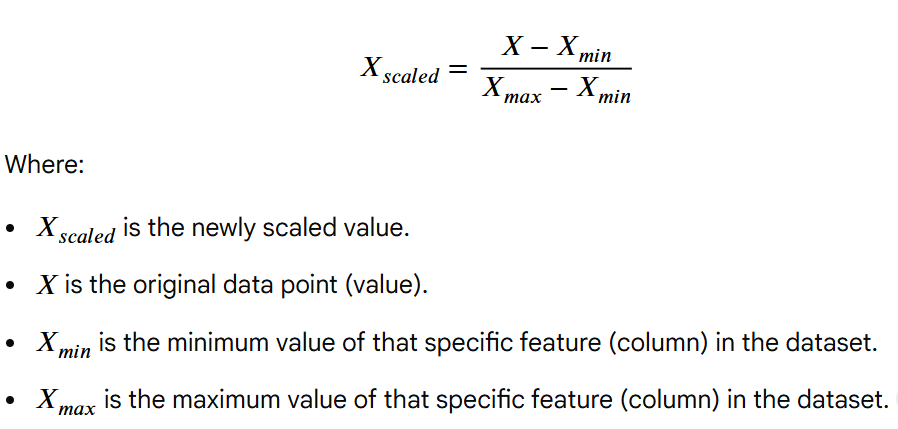 X_scaled = (X − X_min) / (X_max − X_min)
Where:
• X_scaled is the newly scaled value.
• X is the original data point (value).
• X_min is the minimum value of that specific feature (column) in the dataset.
• X_max is the maximum value of that specific feature (column) in the dataset.